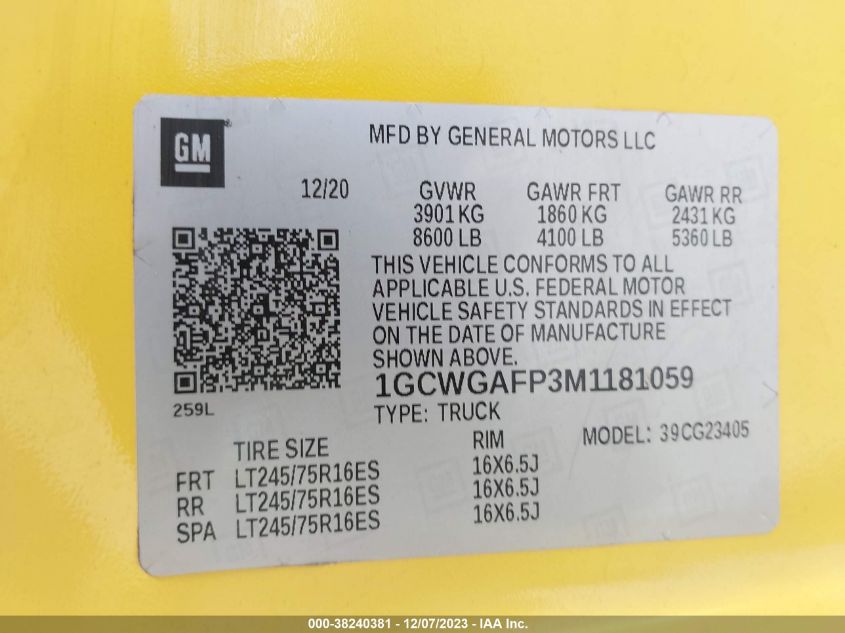 GM
MFD BY GENERAL MOTORS LLC
12/20
GVWR GAWR FRT GAWR RR
3901 KG 1860 KG 2431 KG
8600 LB 4100 LB 5360 LB
THIS VEHICLE CONFORMS TO ALL
APPLICABLE U.S. FEDERAL MOTOR
VEHICLE SAFETY STANDARDS IN EFFECT
ON THE DATE OF MANUFACTURE
SHOWN ABOVE.
1GCWGAFP3M1181059
259L
TYPE: TRUCK
MODEL: 39CG23405
TIRE SIZE RIM
FRT LT245/75R16ES 16X6.5J
RR LT245/75R16ES 16X6.5J
SPA LT245/75R16ES 16X6.5J
000-38240381 - 12/07/2023 - IAA Inc.